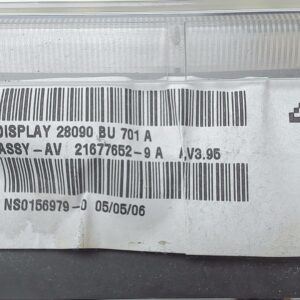 DISPLAY 28090 BU 701 A
ASSY-AV 21677652-9 A /V3.95
NS0156979-0 05/05/06